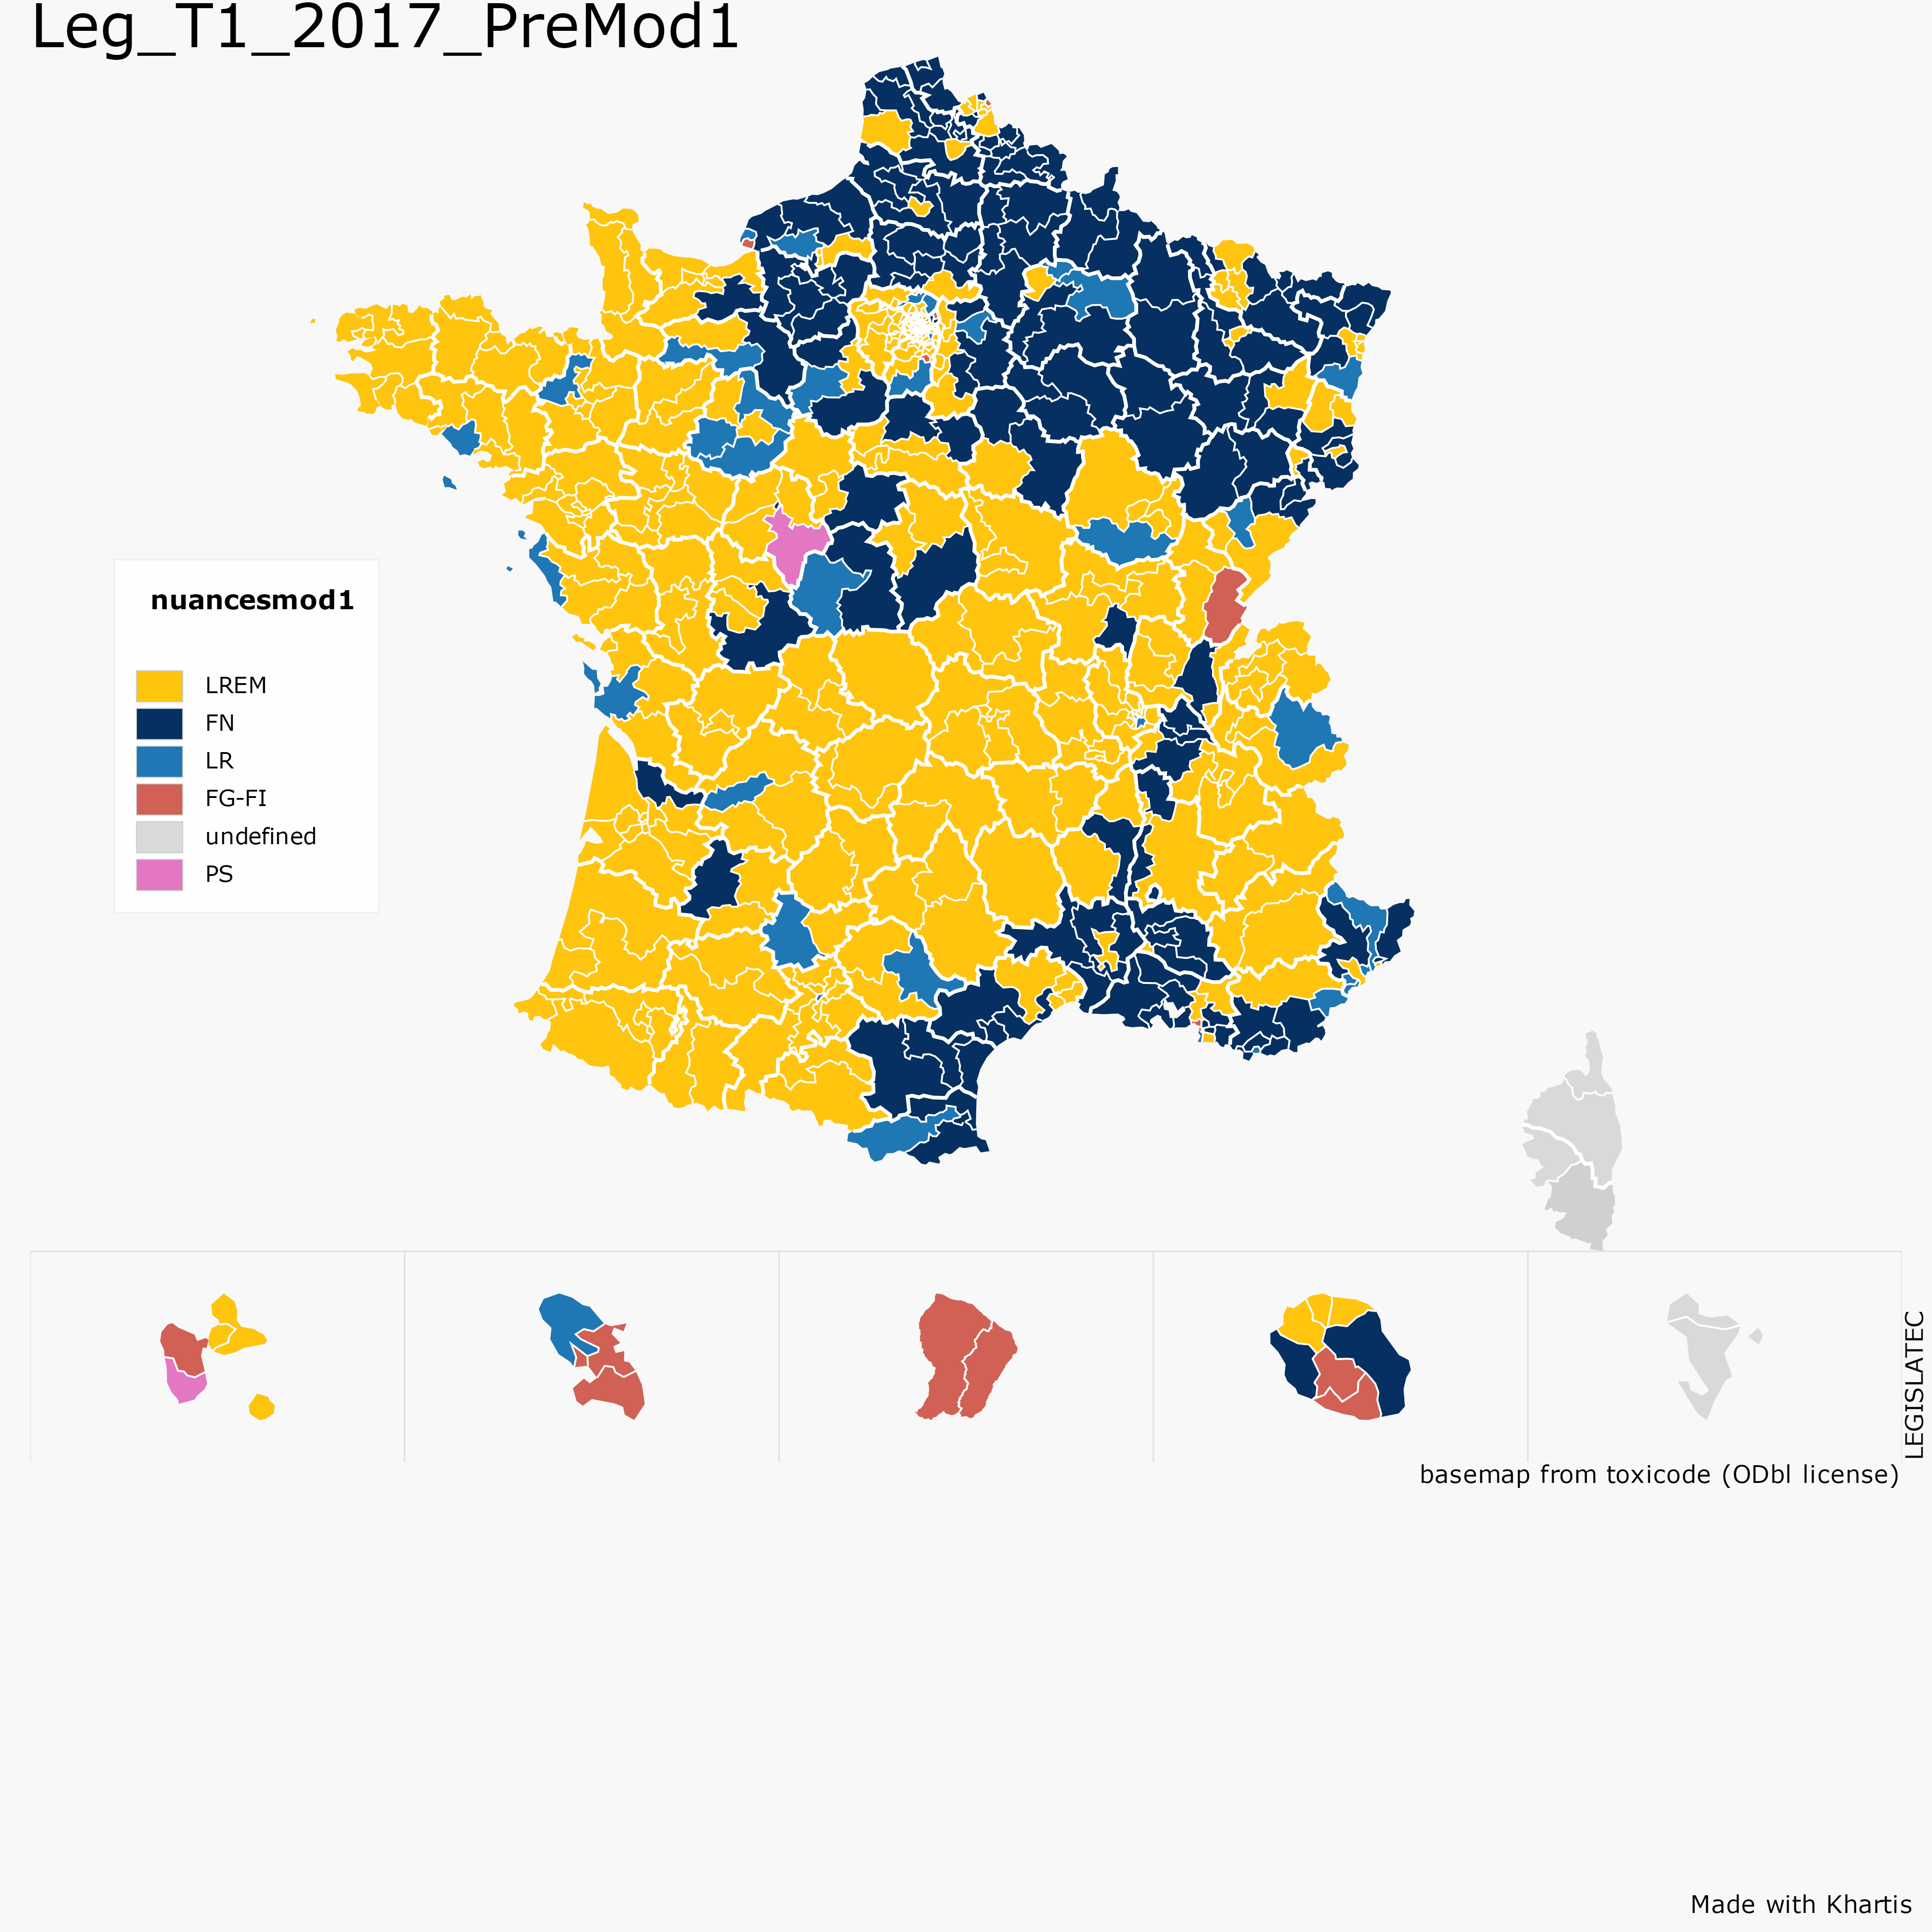 Leg_T1_2017_PreMod1
nuancesmod1
LREM
FN
LR
FG-FI
undefined
PS
LEGISLATEC
basemap from toxicode (ODbl license)
Made with Khartis